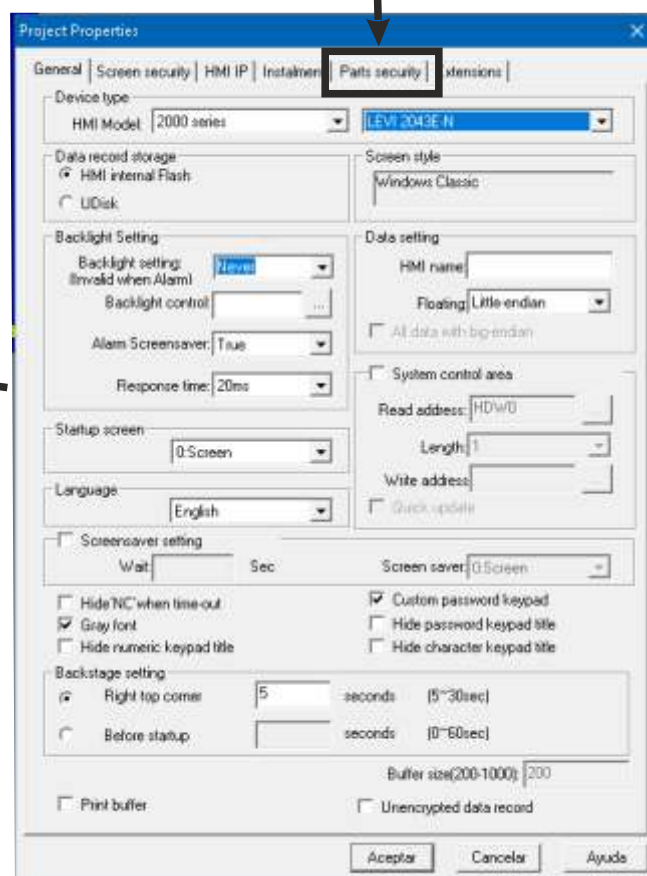 Project Properties
General Screen security HMI IP Instalment Parts security Extensions
Device type
HMI Model: 2000 series LEVI 2043E-N
Data record storage Screen style
HMI internal Flash Windows Classic
UDisk
Backlight Setting Data setting
Backlight setting: Never HMI name
(Invalid when Alarm)
Backlight control: ... Floating: Little-endian
All data with big-endian
Alarm Screensaver: True
System control area
Response time: 20ms
Read address: HDW0
Startup screen
0:Screen Length: 1
Write address
Language
English Quick update
Screensaver setting
Wait: Sec Screen saver: 0:Screen
Hide'NC'when time-out Custom password keypad
Gray font Hide password keypad title
Hide numeric keypad title Hide character keypad title
Backstage setting
Right top corner 5 seconds (5~30sec)
Before startup seconds (0~60sec)
Buffer size(200-1000): 200
Print buffer Unencrypted data record
Aceptar Cancelar Ayuda